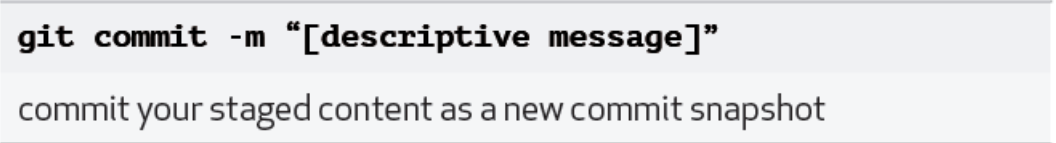 git commit -m “[descriptive message]”
commit your staged content as a new commit snapshot